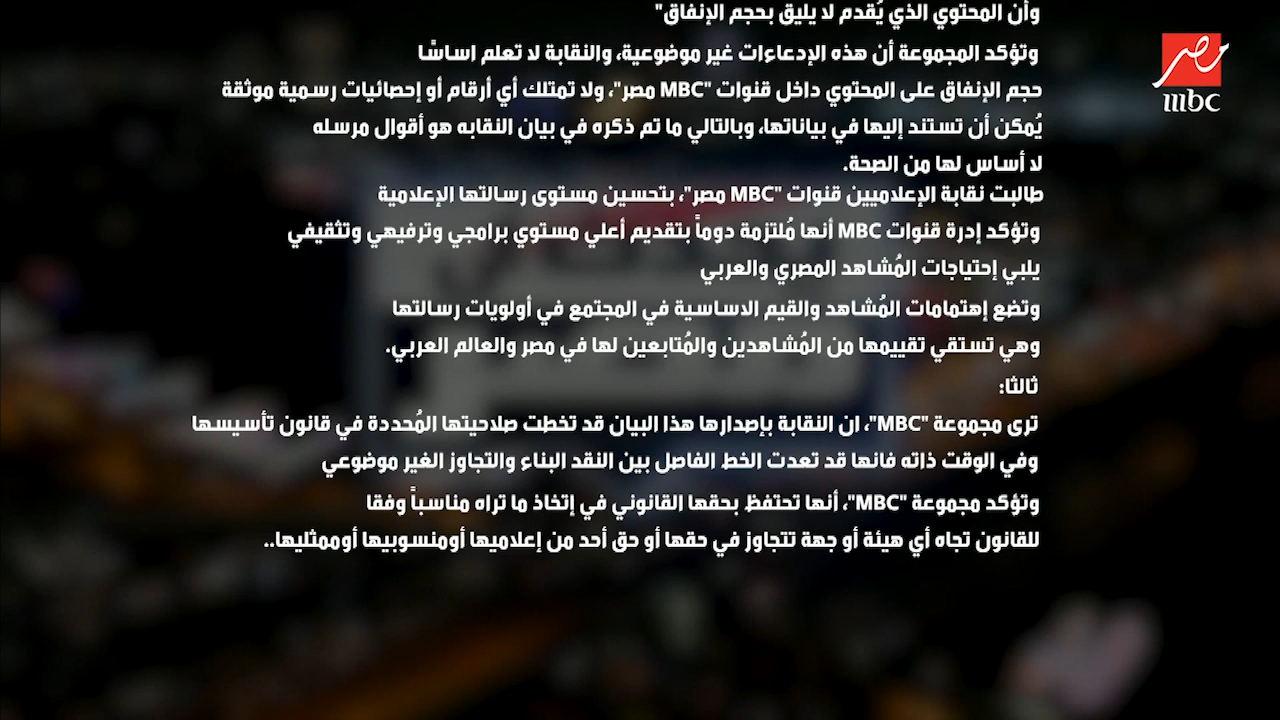 وأن المحتوي الذي يُقدم لا يليق بحجم الإنفاق"
وتؤكد المجموعة أن هذه الإدعاءات غير موضوعية، والنقابة لا تعلم اساسًا
حجم الإنفاق على المحتوي داخل قنوات "MBC مصر"، ولا تمتلك أي أرقام أو إحصائيات رسمية موثقة
يُمكن أن تستند إليها في بياناتها، وبالتالي ما تم ذكره في بيان النقابه هو أقوال مرسله
لا أساس لها من الصحة.
طالبت نقابة الإعلاميين قنوات "MBC مصر"، بتحسين مستوى رسالتها الإعلامية
وتؤكد إدرة قنوات MBC أنها مُلتزمة دوماً بتقديم أعلي مستوي برامجي وترفيهي وتثقيفي
يلبي إحتياجات المُشاهد المصري والعربي
وتضع إهتمامات المُشاهد والقيم الاساسية في المجتمع في أولويات رسالتها
وهي تستقي تقييمها من المُشاهدين والمُتابعين لها في مصر والعالم العربي.
ثالثا:
ترى مجموعة "MBC"، ان النقابة بإصدارها هذا البيان قد تخطت صلاحيتها المُحددة في قانون تأسيسها
وفي الوقت ذاته فانها قد تعدت الخط الفاصل بين النقد البناء والتجاوز الغير موضوعي
وتؤكد مجموعة "MBC"، أنها تحتفظ بحقها القانوني في إتخاذ ما تراه مناسباً وفقا
للقانون تجاه أي هيئة أو جهة تتجاوز في حقها أو حق أحد من إعلاميها أومنسوبيها أوممثليها..
مصر
mbc